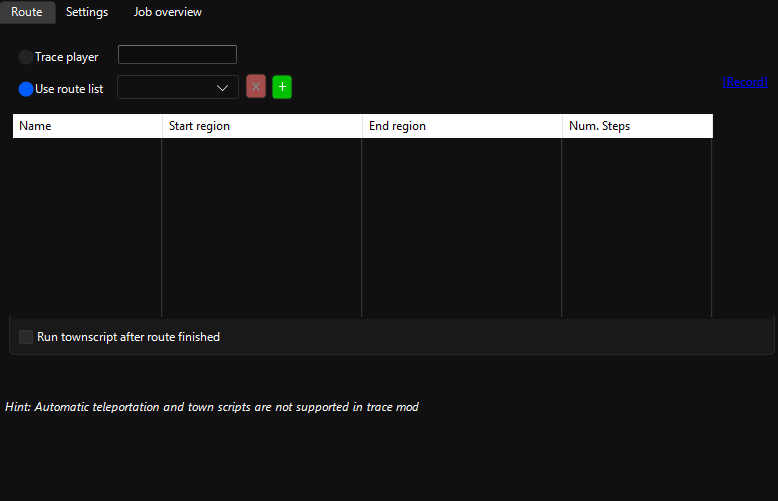 Route Settings Job overview
Trace player
Use route list X +
[Record]
Name Start region End region Num. Steps
Run townscript after route finished
Hint: Automatic teleportation and town scripts are not supported in trace mod